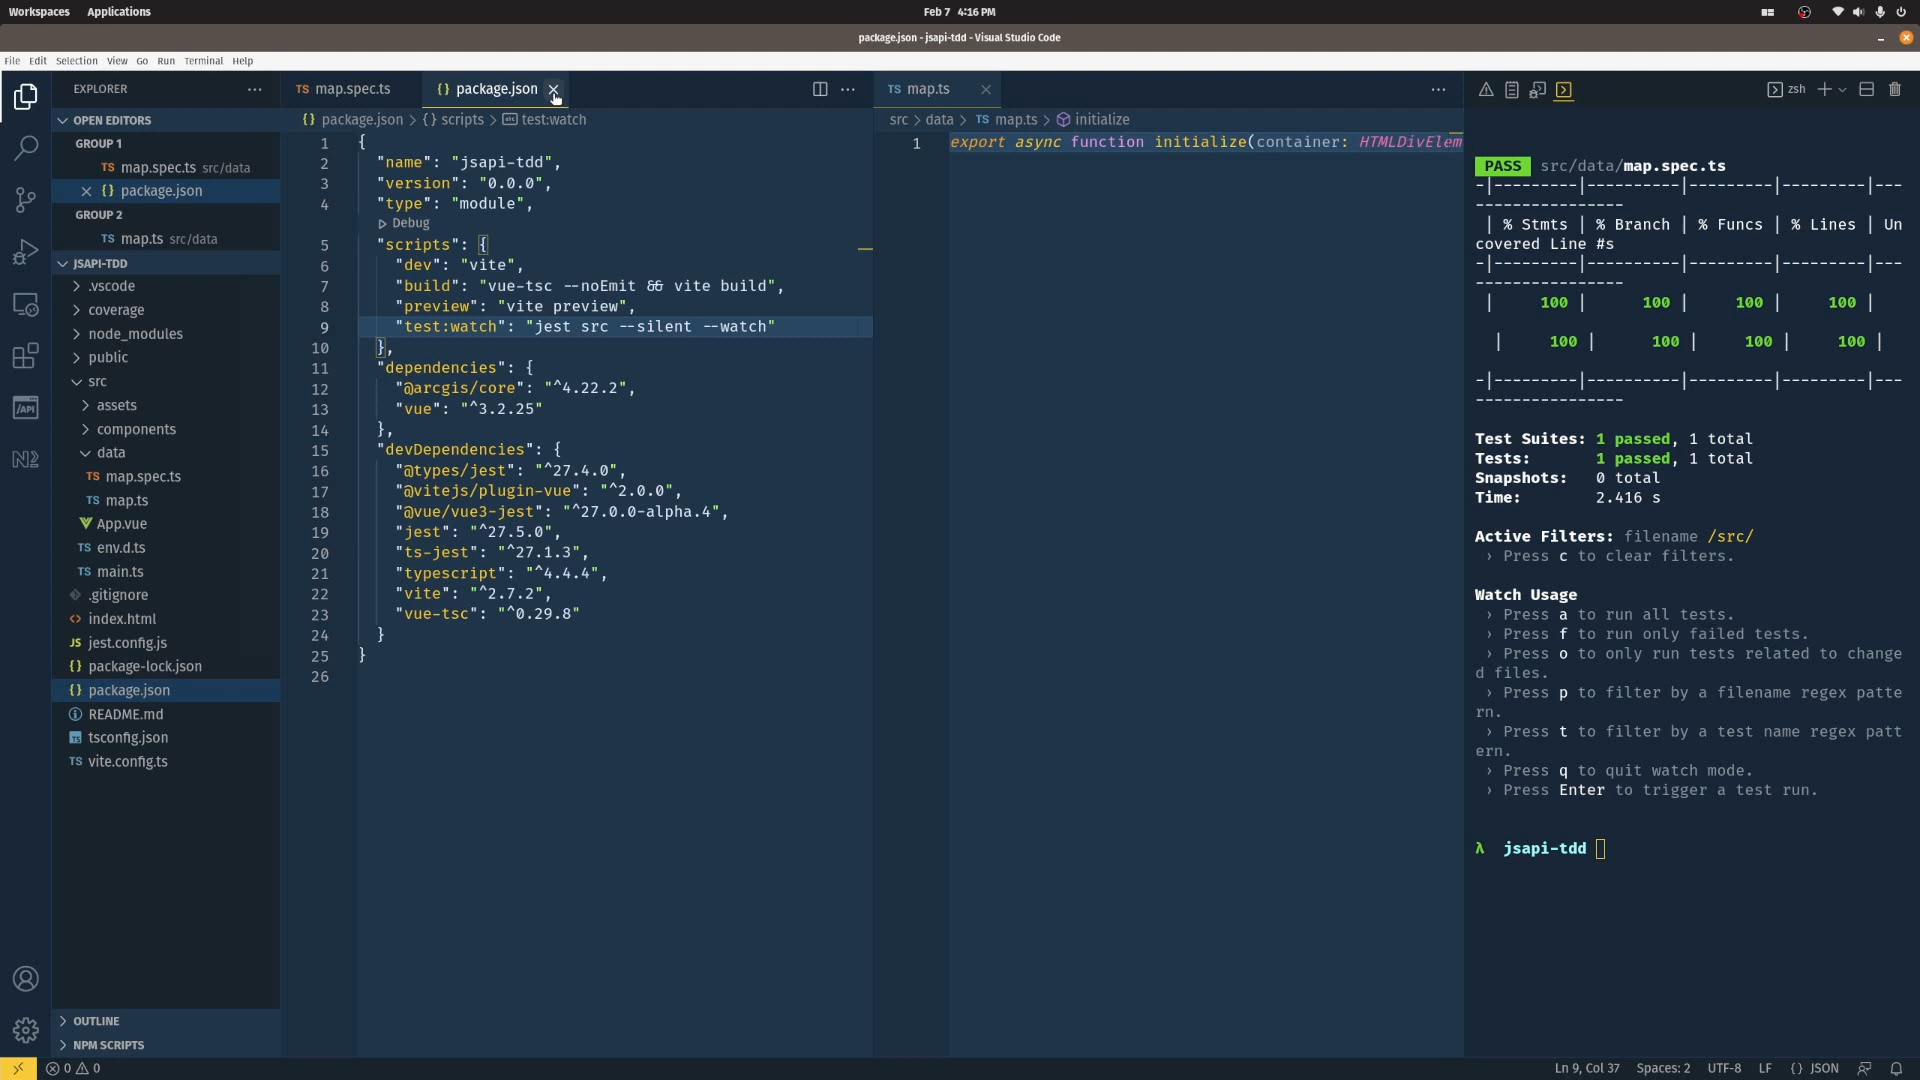 Workspaces Applications Feb 7 4:16 PM
package.json - jsapi-tdd - Visual Studio Code
File Edit Selection View Go Run Terminal Help
EXPLORER
OPEN EDITORS
GROUP 1
TS map.spec.ts src/data
{} package.json
GROUP 2
TS map.ts src/data
JSAPI-TDD
.vscode
coverage
node_modules
public
src
assets
components
data
TS map.spec.ts
TS map.ts
App.vue
TS env.d.ts
TS main.ts
.gitignore
<> index.html
JS jest.config.js
{} package-lock.json
{} package.json
README.md
tsconfig.json
TS vite.config.ts
OUTLINE
NPM SCRIPTS
/API
N
TS map.spec.ts {} package.json
{} package.json > {} scripts > abc test:watch
1 {
2 "name": "jsapi-tdd",
3 "version": "0.0.0",
4 "type": "module",
Debug
5 "scripts": {
6 "dev": "vite",
7 "build": "vue-tsc --noEmit && vite build",
8 "preview": "vite preview",
9 "test:watch": "jest src --silent --watch"
10 },
11 "dependencies": {
12 "@arcgis/core": "^4.22.2",
13 "vue": "^3.2.25"
14 },
15 "devDependencies": {
16 "@types/jest": "^27.4.0",
17 "@vitejs/plugin-vue": "^2.0.0",
18 "@vue/vue3-jest": "^27.0.0-alpha.4",
19 "jest": "^27.5.0",
20 "ts-jest": "^27.1.3",
21 "typescript": "^4.4.4",
22 "vite": "^2.7.2",
23 "vue-tsc": "^0.29.8"
24 }
25 }
26
TS map.ts
src > data > TS map.ts > initialize
1 export async function initialize(container: HTMLDivElem
zsh
PASS src/data/map.spec.ts
-|---------|----------|---------|---------|---
----------------
| % Stmts | % Branch | % Funcs | % Lines | Un
covered Line #s
-|---------|----------|---------|---------|---
----------------
| 100 | 100 | 100 | 100 |
| 100 | 100 | 100 | 100 |
-|---------|----------|---------|---------|---
----------------
Test Suites: 1 passed, 1 total
Tests: 1 passed, 1 total
Snapshots: 0 total
Time: 2.416 s
Active Filters: filename /src/
› Press c to clear filters.
Watch Usage
› Press a to run all tests.
› Press f to run only failed tests.
› Press o to only run tests related to change
d files.
› Press p to filter by a filename regex patte
rn.
› Press t to filter by a test name regex patt
ern.
› Press q to quit watch mode.
› Press Enter to trigger a test run.
λ jsapi-tdd
0 0 Ln 9, Col 37 Spaces: 2 UTF-8 LF {} JSON